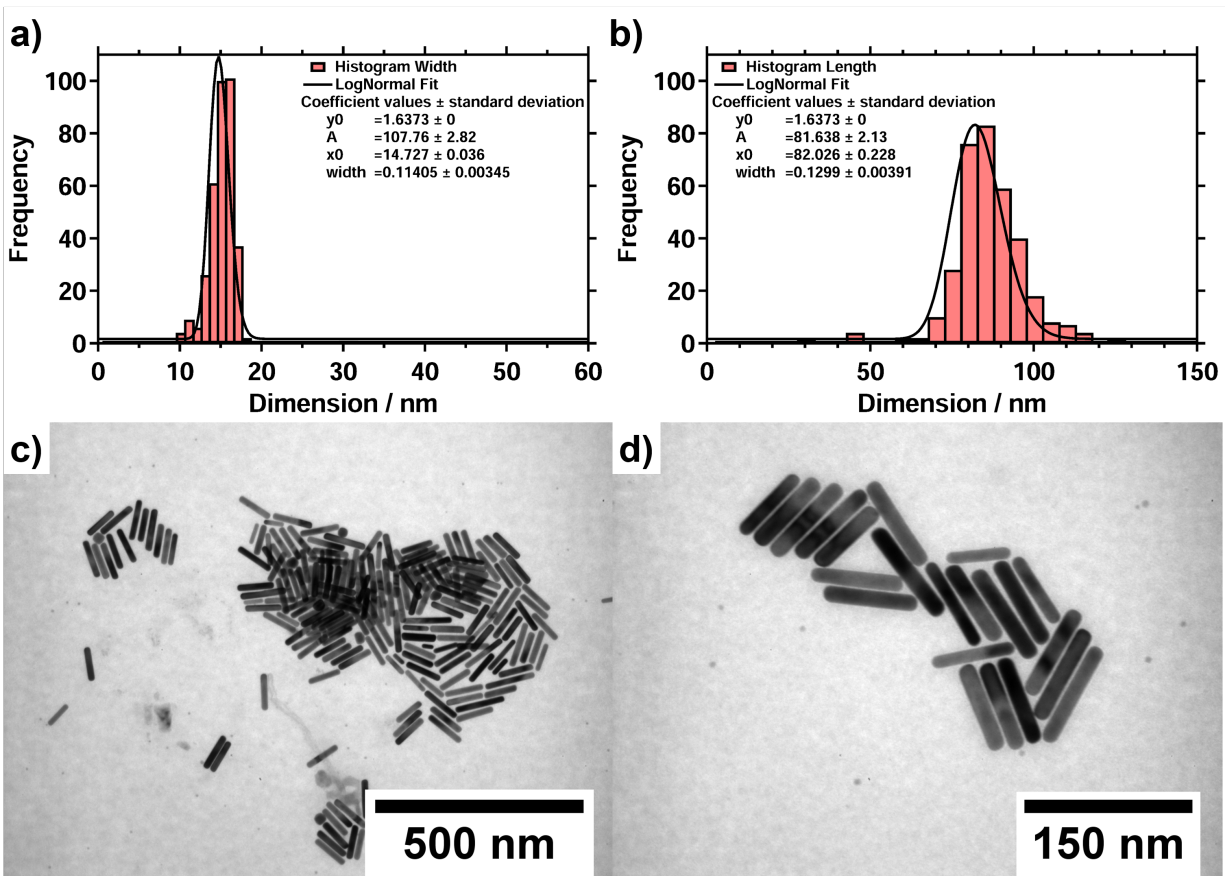 a)
Histogram Width
LogNormal Fit
Coefficient values ± standard deviation
y0 =1.6373 ± 0
A =107.76 ± 2.82
x0 =14.727 ± 0.036
width =0.11405 ± 0.00345
Frequency
100
80
60
40
20
0
0 10 20 30 40 50 60
Dimension / nm
b)
Histogram Length
LogNormal Fit
Coefficient values ± standard deviation
y0 =1.6373 ± 0
A =81.638 ± 2.13
x0 =82.026 ± 0.228
width =0.1299 ± 0.00391
Frequency
100
80
60
40
20
0
0 50 100 150
Dimension / nm
c)
500 nm
d)
150 nm